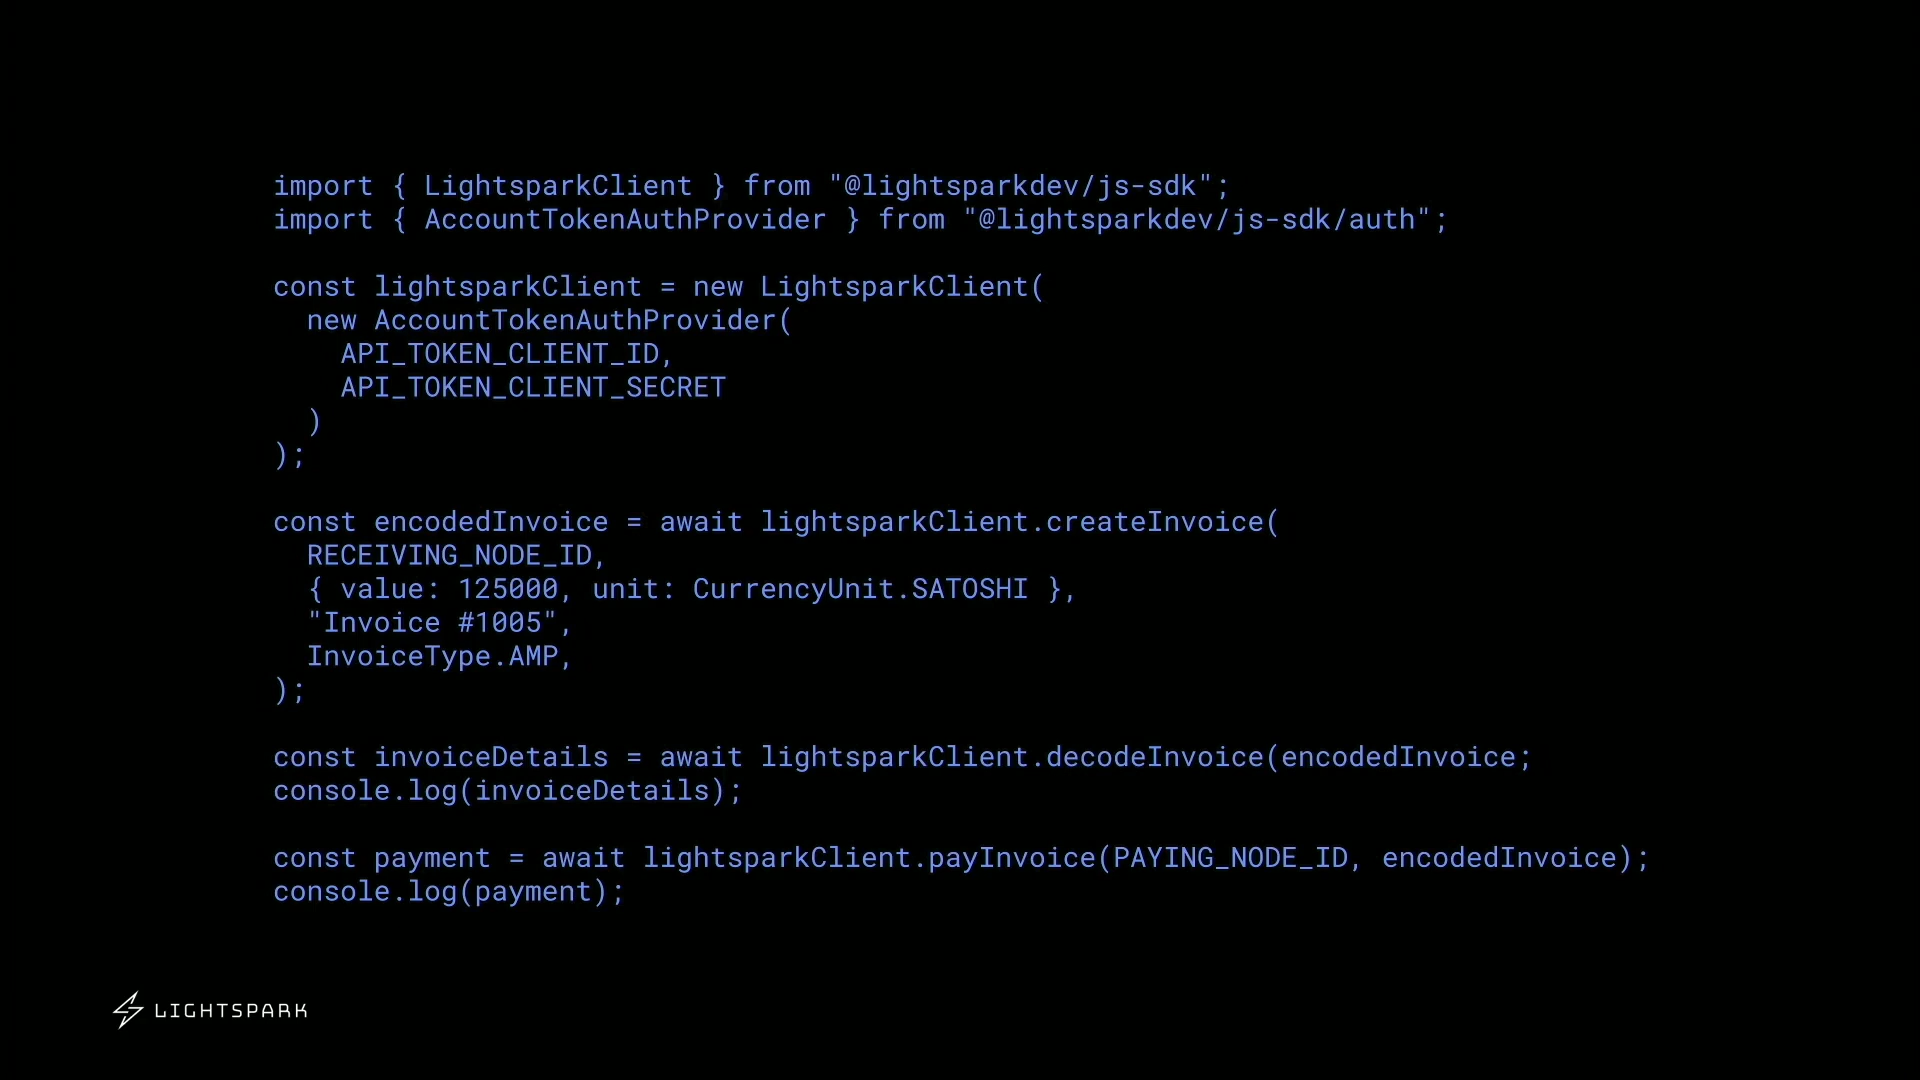 import { LightsparkClient } from "@lightsparkdev/js-sdk";
import { AccountTokenAuthProvider } from "@lightsparkdev/js-sdk/auth";

const lightsparkClient = new LightsparkClient(
  new AccountTokenAuthProvider(
    API_TOKEN_CLIENT_ID,
    API_TOKEN_CLIENT_SECRET
  )
);

const encodedInvoice = await lightsparkClient.createInvoice(
  RECEIVING_NODE_ID,
  { value: 125000, unit: CurrencyUnit.SATOSHI },
  "Invoice #1005",
  InvoiceType.AMP,
);

const invoiceDetails = await lightsparkClient.decodeInvoice(encodedInvoice;
console.log(invoiceDetails);

const payment = await lightsparkClient.payInvoice(PAYING_NODE_ID, encodedInvoice);
console.log(payment);

LIGHTSPARK